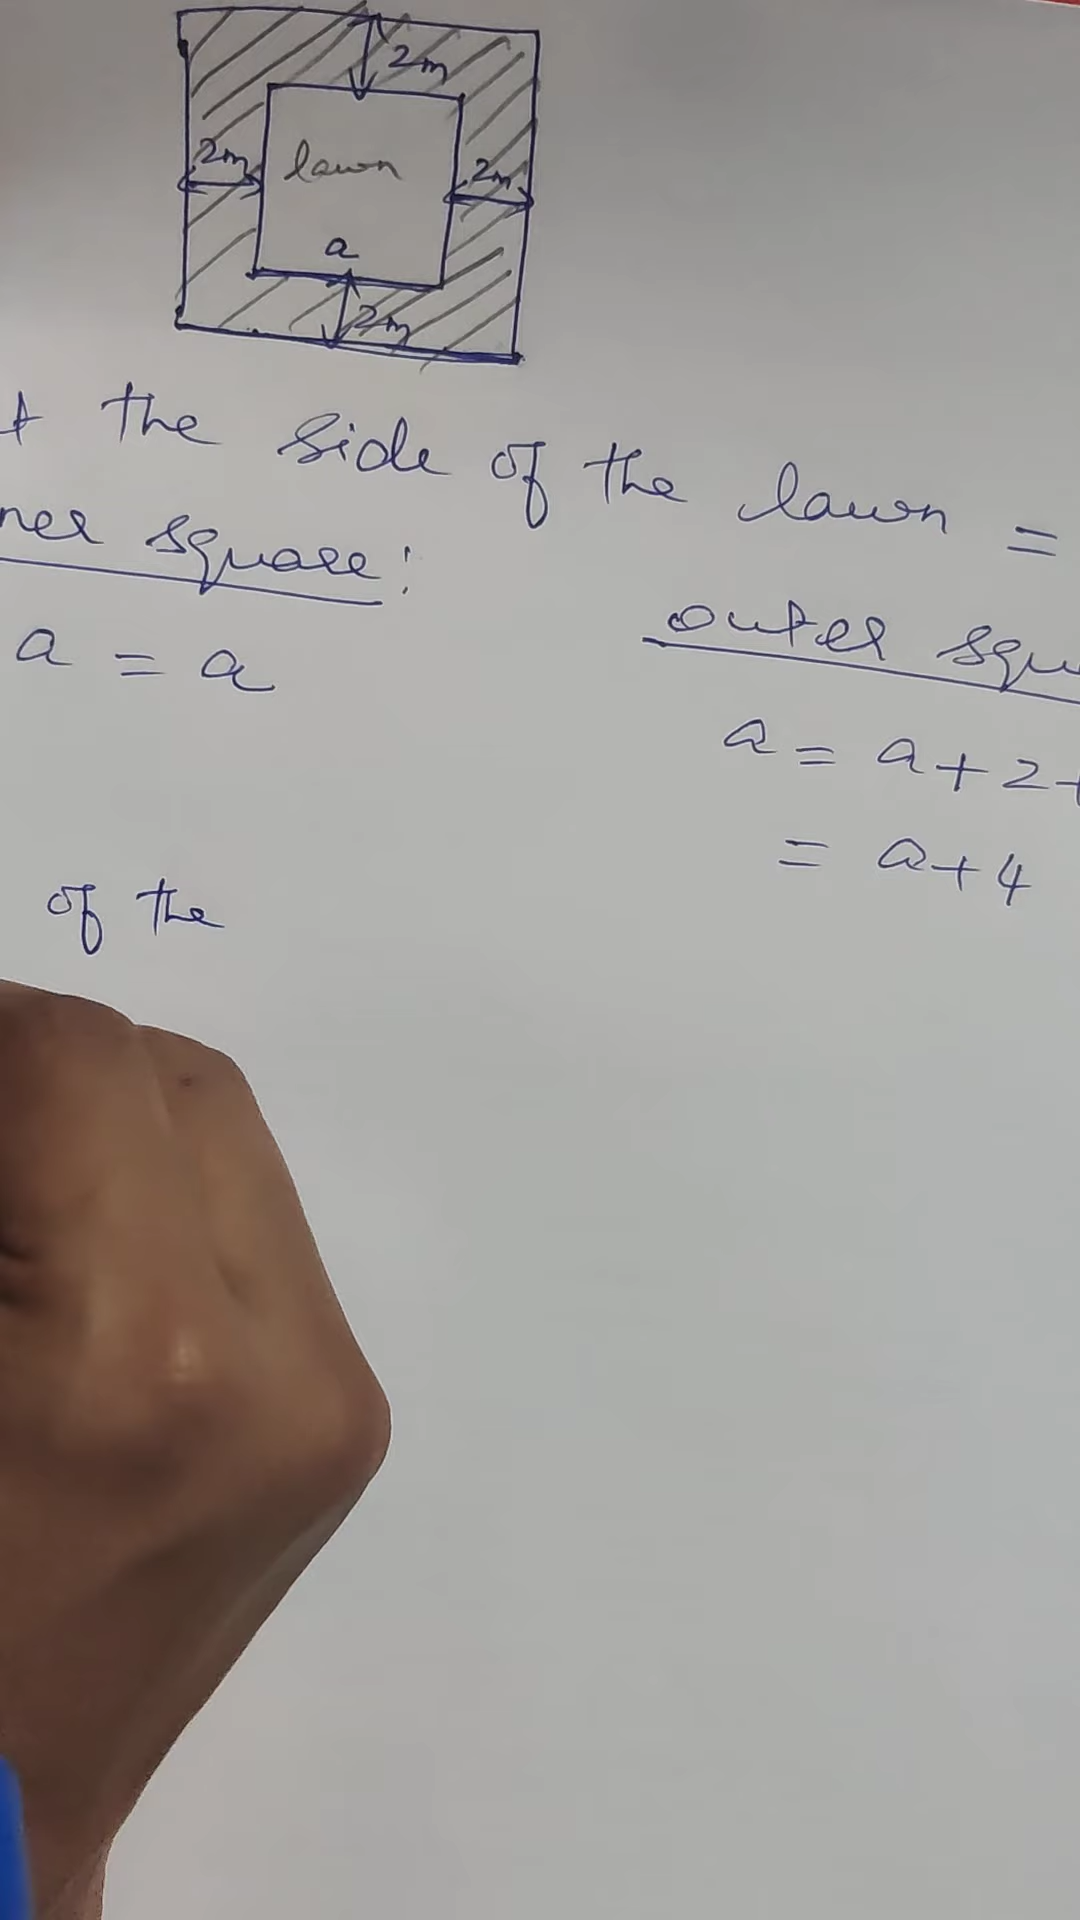 2m
2m lawn 2m
a
2m
the side of the lawn =
square:
outer
a = a
a = a + 2 +
= a + 4
of the